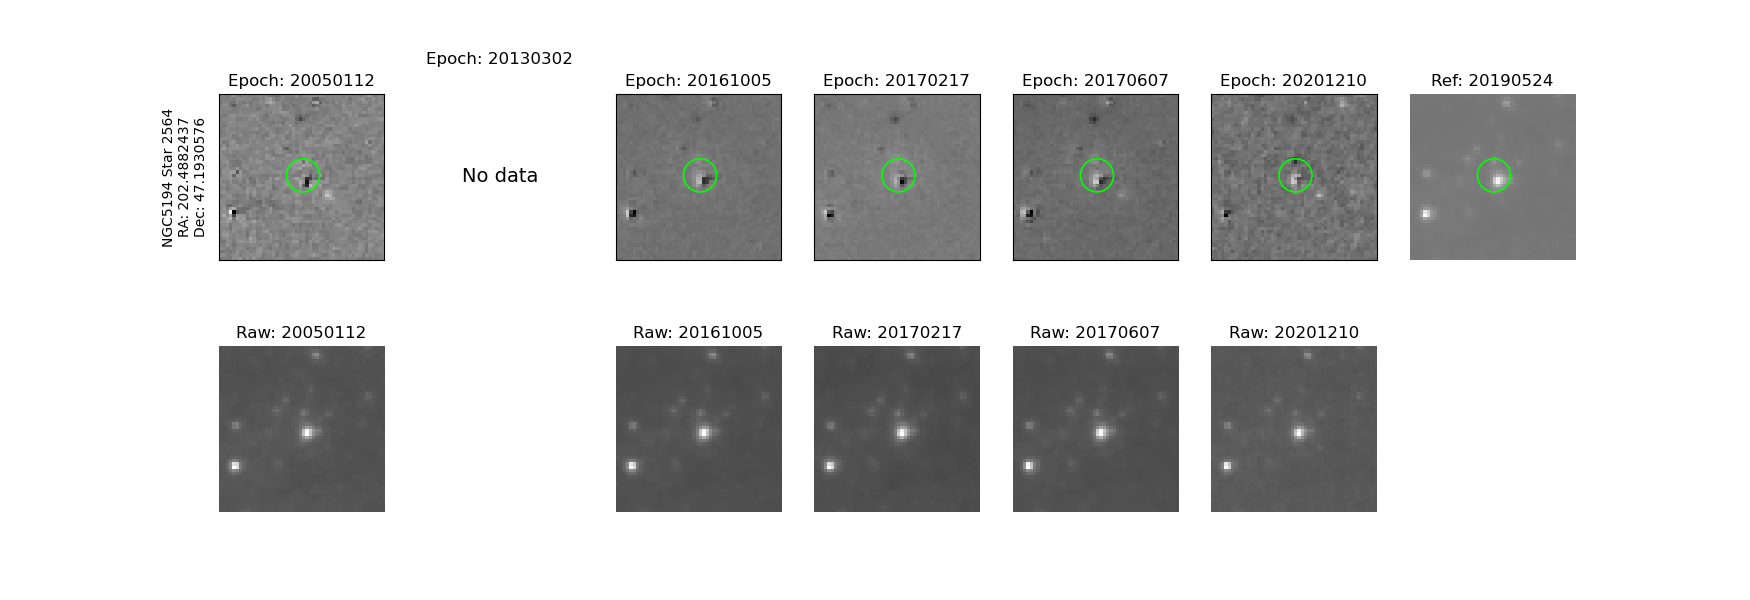 Epoch: 20130302
Epoch: 20050112
Epoch: 20161005
Epoch: 20170217
Epoch: 20170607
Epoch: 20201210
Ref: 20190524
NGC5194 Star 2564
RA: 202.4882437
Dec: 47.1930576
No data
Raw: 20050112
Raw: 20161005
Raw: 20170217
Raw: 20170607
Raw: 20201210